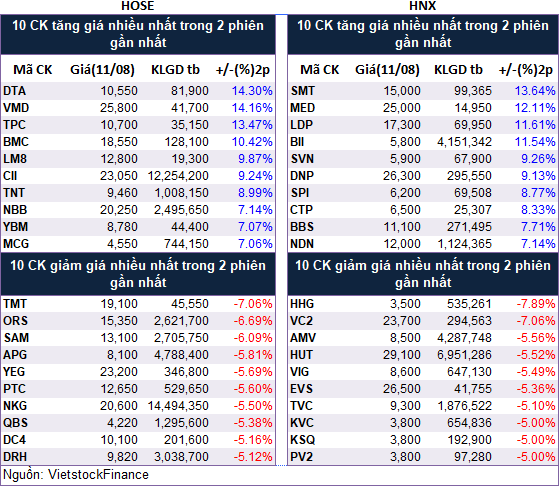 HOSE
10 CK tăng giá nhiều nhất trong 2 phiên
gần nhất
Mã CK Giá(11/08) KLGD tb +/-(%)2p
DTA 10,550 81,900 14.30%
VMD 25,800 41,700 14.16%
TPC 10,700 35,150 13.47%
BMC 18,550 128,100 10.42%
LM8 12,800 19,300 9.87%
CII 23,050 12,254,200 9.24%
TNT 9,460 1,008,150 8.99%
NBB 20,250 2,495,650 7.14%
YBM 8,780 44,400 7.07%
MCG 4,550 744,150 7.06%
10 CK giảm giá nhiều nhất trong 2 phiên
gần nhất
TMT 19,100 45,550 -7.06%
ORS 15,350 2,621,700 -6.69%
SAM 13,100 2,705,750 -6.09%
APG 8,100 4,788,400 -5.81%
YEG 23,200 346,800 -5.69%
PTC 12,650 529,650 -5.60%
NKG 20,600 14,494,350 -5.50%
QBS 4,220 1,295,600 -5.38%
DC4 10,100 201,600 -5.16%
DRH 9,820 3,038,700 -5.12%
HNX
10 CK tăng giá nhiều nhất trong 2 phiên
gần nhất
Mã CK Giá(11/08) KLGD tb +/-(%)2p
SMT 15,000 99,365 13.64%
MED 25,000 14,950 12.11%
LDP 17,300 69,950 11.61%
BII 5,800 4,151,342 11.54%
SVN 5,900 67,900 9.26%
DNP 26,300 295,550 9.13%
SPI 6,200 69,508 8.77%
CTP 6,500 25,307 8.33%
BBS 11,100 271,495 7.71%
NDN 12,000 1,124,365 7.14%
10 CK giảm giá nhiều nhất trong 2 phiên
gần nhất
HHG 3,500 535,261 -7.89%
VC2 23,700 294,563 -7.06%
AMV 8,500 4,287,748 -5.56%
HUT 29,100 6,951,286 -5.52%
VIG 8,600 647,130 -5.49%
EVS 26,500 41,755 -5.36%
TVC 9,300 1,876,522 -5.10%
KVC 3,800 654,836 -5.00%
KSQ 3,800 192,900 -5.00%
PV2 3,800 97,280 -5.00%
Nguồn: VietstockFinance